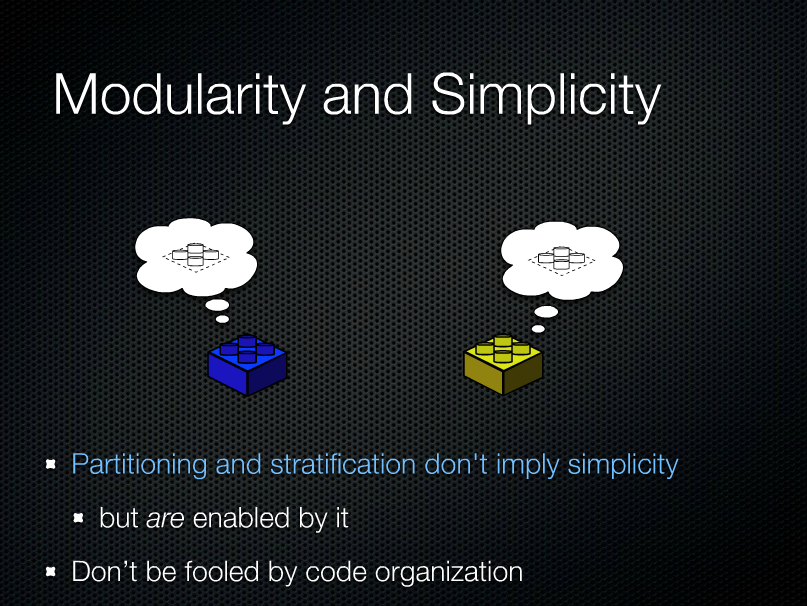 Modularity and Simplicity
Partitioning and stratification don't imply simplicity
but are enabled by it
Don’t be fooled by code organization